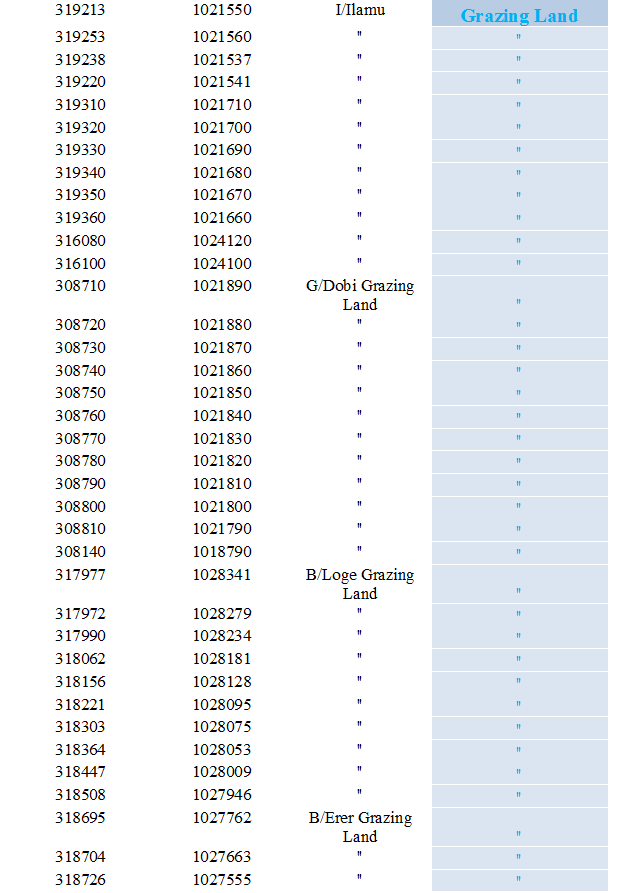 319213 1021550 I/Ilamu Grazing Land
319253 1021560 " "
319238 1021537 " "
319220 1021541 " "
319310 1021710 " "
319320 1021700 " "
319330 1021690 " "
319340 1021680 " "
319350 1021670 " "
319360 1021660 " "
316080 1024120 " "
316100 1024100 " "
308710 1021890 G/Dobi Grazing
Land "
308720 1021880 " "
308730 1021870 " "
308740 1021860 " "
308750 1021850 " "
308760 1021840 " "
308770 1021830 " "
308780 1021820 " "
308790 1021810 " "
308800 1021800 " "
308810 1021790 " "
308140 1018790 " "
317977 1028341 B/Loge Grazing
Land "
317972 1028279 " "
317990 1028234 " "
318062 1028181 " "
318156 1028128 " "
318221 1028095 " "
318303 1028075 " "
318364 1028053 " "
318447 1028009 " "
318508 1027946 " "
318695 1027762 B/Erer Grazing
Land "
318704 1027663 " "
318726 1027555 " "